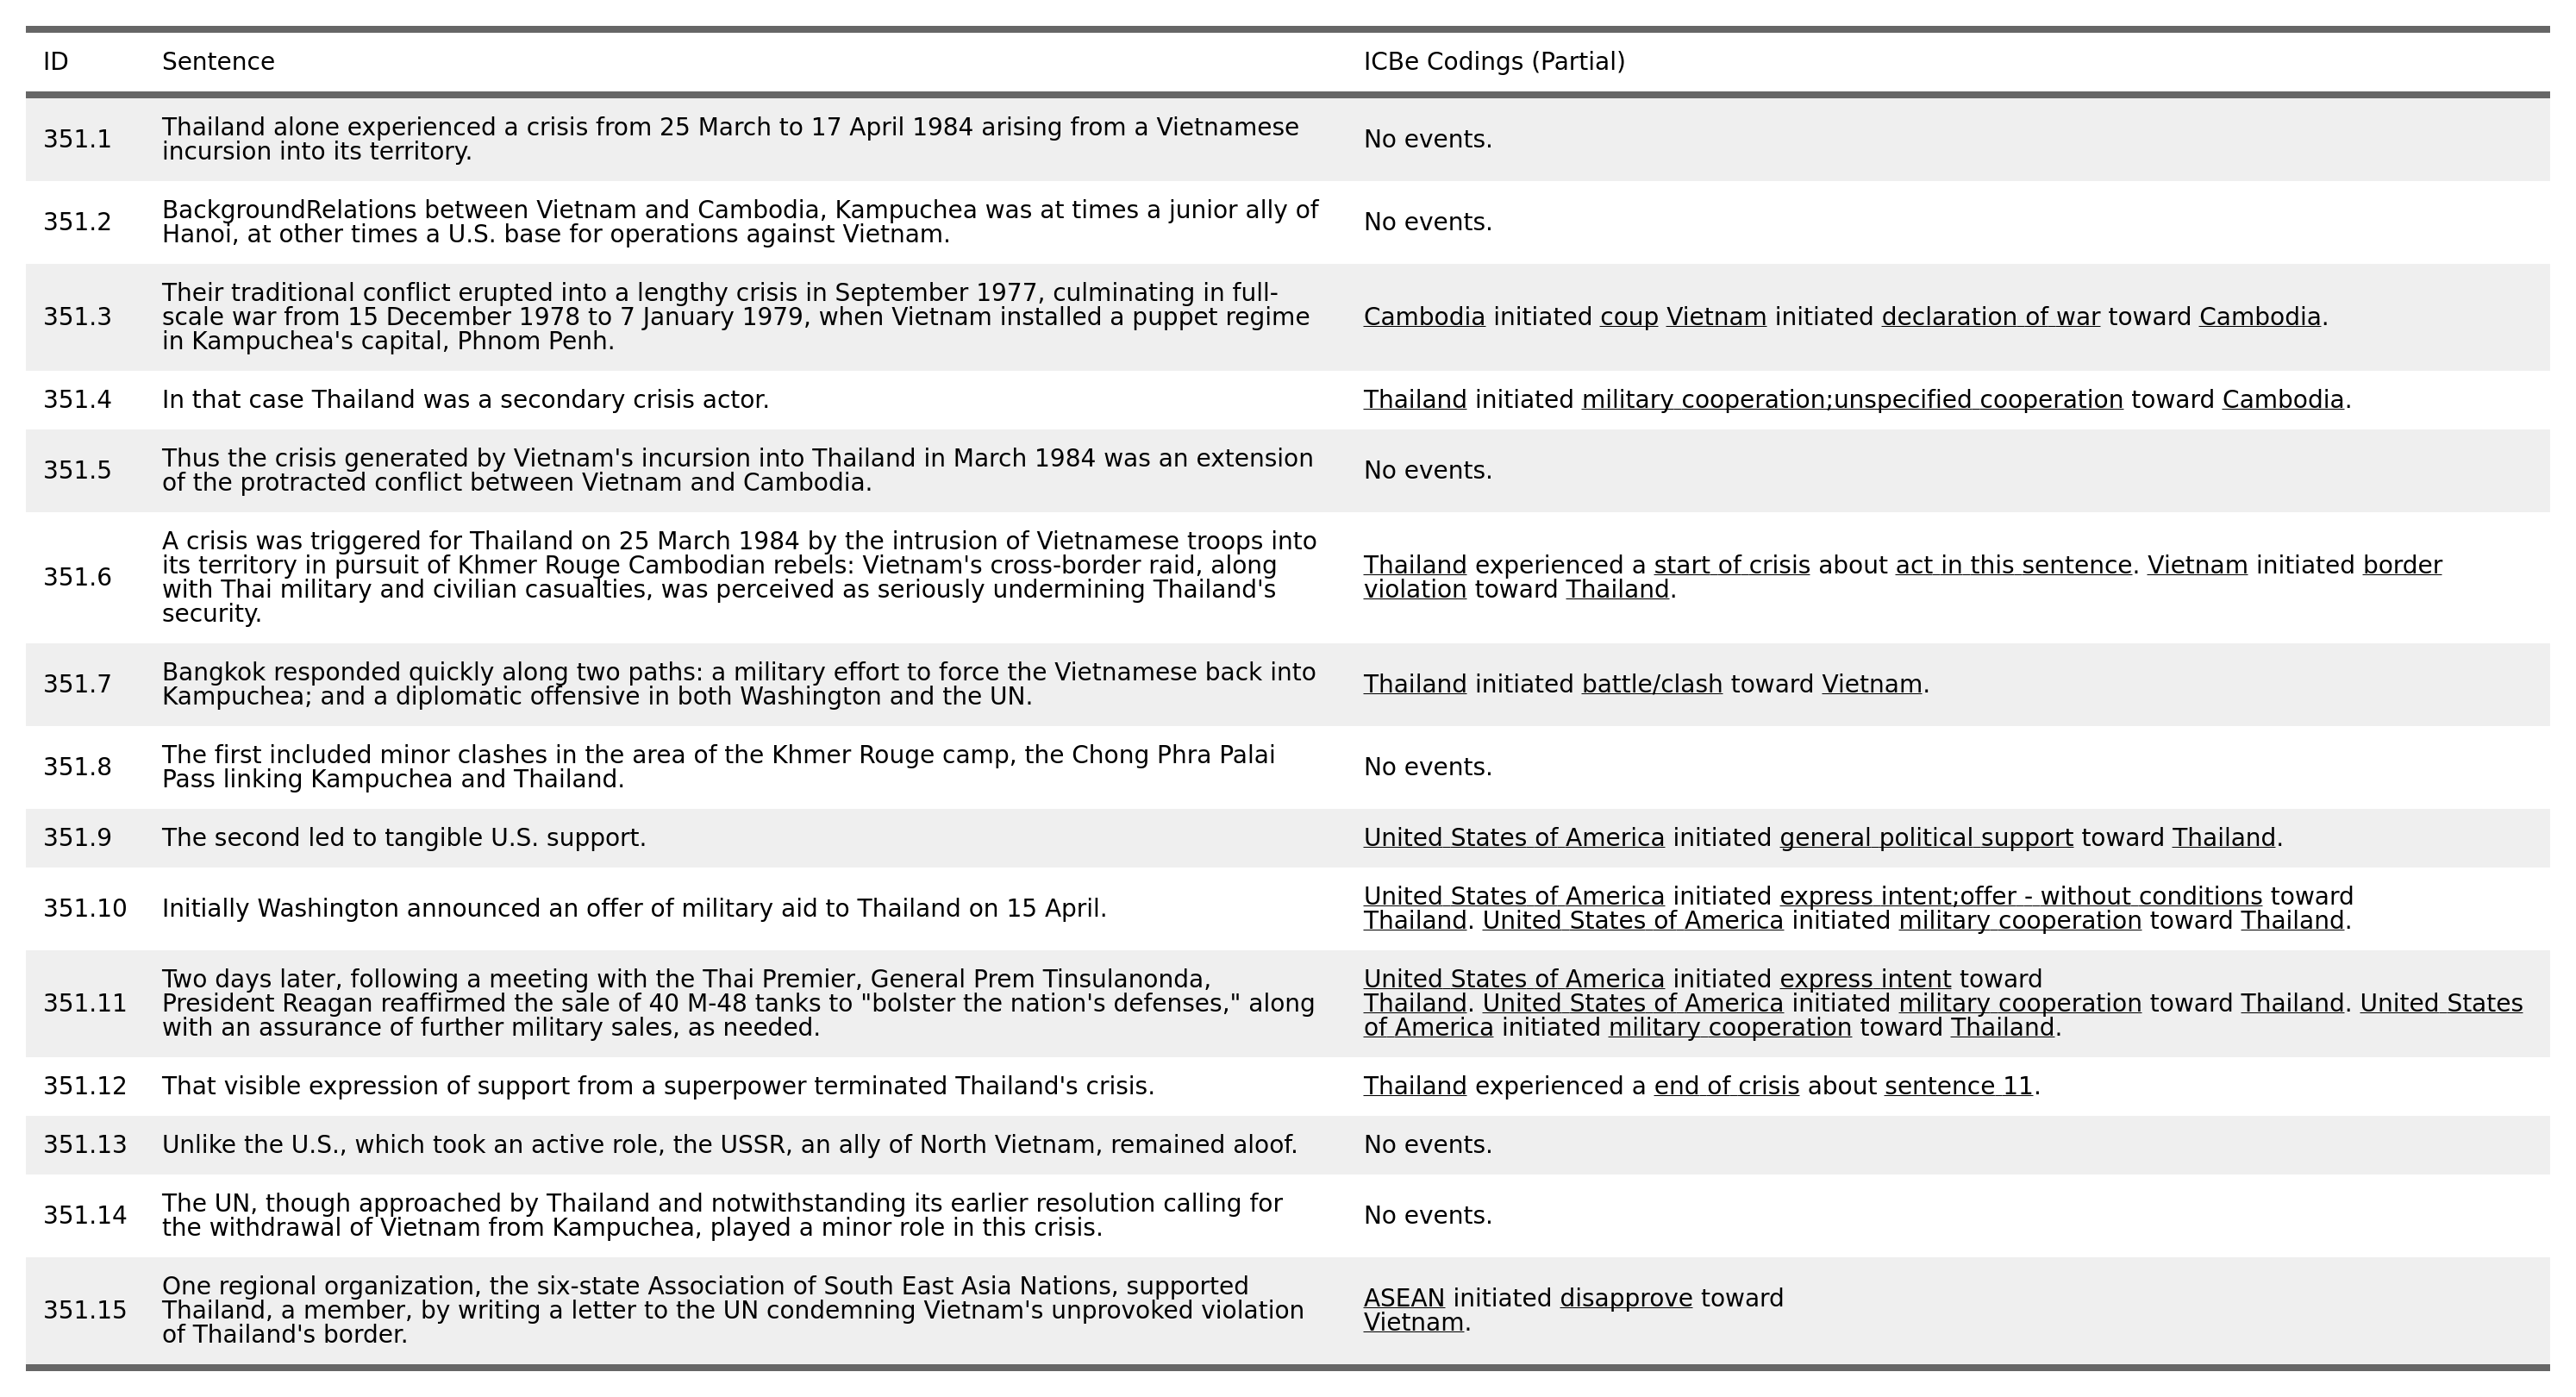 ID Sentence ICBe Codings (Partial)
351.1 Thailand alone experienced a crisis from 25 March to 17 April 1984 arising from a Vietnamese
incursion into its territory.
No events.
351.2 BackgroundRelations between Vietnam and Cambodia, Kampuchea was at times a junior ally of
Hanoi, at other times a U.S. base for operations against Vietnam.
No events.
351.3 Their traditional conflict erupted into a lengthy crisis in September 1977, culminating in full-
scale war from 15 December 1978 to 7 January 1979, when Vietnam installed a puppet regime
in Kampuchea's capital, Phnom Penh.
Cambodia initiated coup Vietnam initiated declaration of war toward Cambodia.
351.4 In that case Thailand was a secondary crisis actor.
Thailand initiated military cooperation;unspecified cooperation toward Cambodia.
351.5 Thus the crisis generated by Vietnam's incursion into Thailand in March 1984 was an extension
of the protracted conflict between Vietnam and Cambodia.
No events.
351.6 A crisis was triggered for Thailand on 25 March 1984 by the intrusion of Vietnamese troops into
its territory in pursuit of Khmer Rouge Cambodian rebels: Vietnam's cross-border raid, along
with Thai military and civilian casualties, was perceived as seriously undermining Thailand's
security.
Thailand experienced a start of crisis about act in this sentence. Vietnam initiated border
violation toward Thailand.
351.7 Bangkok responded quickly along two paths: a military effort to force the Vietnamese back into
Kampuchea; and a diplomatic offensive in both Washington and the UN.
Thailand initiated battle/clash toward Vietnam.
351.8 The first included minor clashes in the area of the Khmer Rouge camp, the Chong Phra Palai
Pass linking Kampuchea and Thailand.
No events.
351.9 The second led to tangible U.S. support.
United States of America initiated general political support toward Thailand.
351.10 Initially Washington announced an offer of military aid to Thailand on 15 April.
United States of America initiated express intent;offer - without conditions toward
Thailand. United States of America initiated military cooperation toward Thailand.
351.11 Two days later, following a meeting with the Thai Premier, General Prem Tinsulanonda,
President Reagan reaffirmed the sale of 40 M-48 tanks to "bolster the nation's defenses," along
with an assurance of further military sales, as needed.
United States of America initiated express intent toward
Thailand. United States of America initiated military cooperation toward Thailand. United States
of America initiated military cooperation toward Thailand.
351.12 That visible expression of support from a superpower terminated Thailand's crisis.
Thailand experienced a end of crisis about sentence 11.
351.13 Unlike the U.S., which took an active role, the USSR, an ally of North Vietnam, remained aloof.
No events.
351.14 The UN, though approached by Thailand and notwithstanding its earlier resolution calling for
the withdrawal of Vietnam from Kampuchea, played a minor role in this crisis.
No events.
351.15 One regional organization, the six-state Association of South East Asia Nations, supported
Thailand, a member, by writing a letter to the UN condemning Vietnam's unprovoked violation
of Thailand's border.
ASEAN initiated disapprove toward
Vietnam.